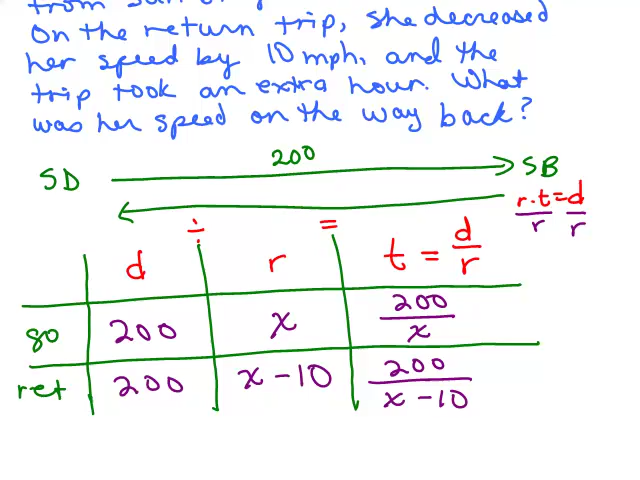 On the return trip, she decreased
her speed by 10 mph, and the
trip took an extra hour. What
was her speed on the way back?
200
SD SB
r·t=d
r r
÷ =
d r t = d/r
go 200 x 200/x
ret 200 x-10 200/x-10